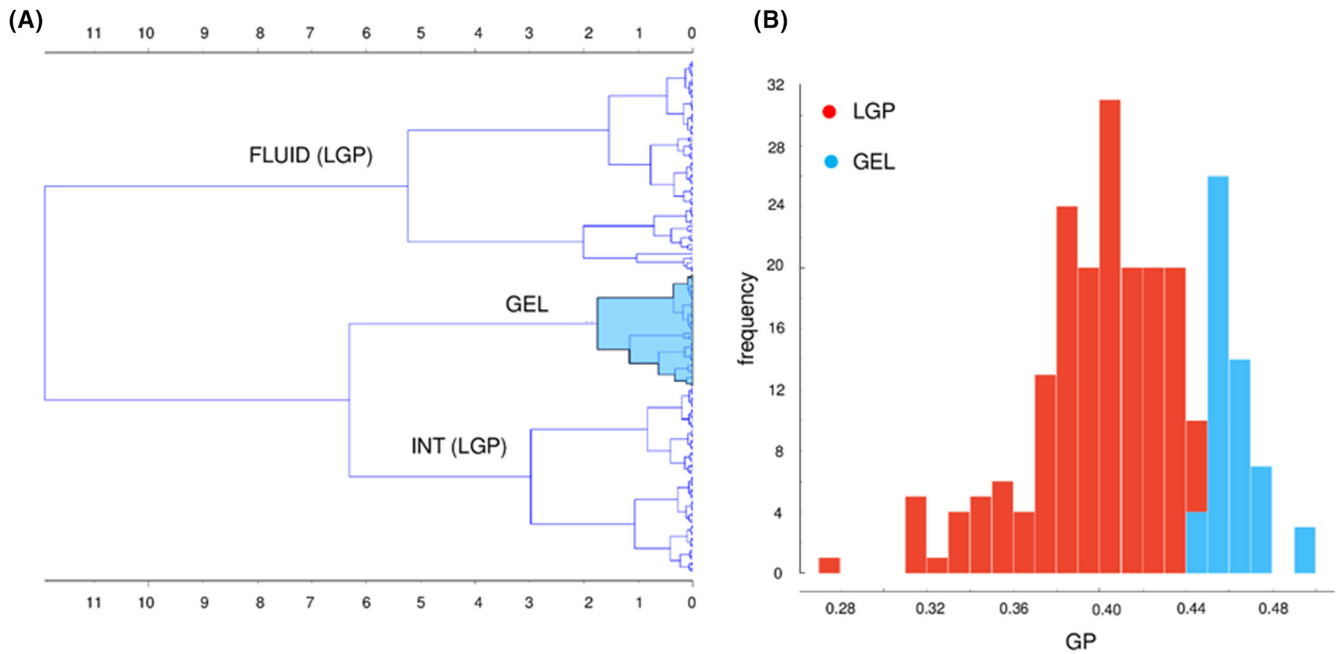 (A)
11 10 9 8 7 6 5 4 3 2 1 0
FLUID (LGP)
GEL
INT (LGP)
11 10 9 8 7 6 5 4 3 2 1 0
(B)
32
28
24
20
16
12
8
4
0
frequency
LGP
GEL
0.28 0.32 0.36 0.40 0.44 0.48
GP